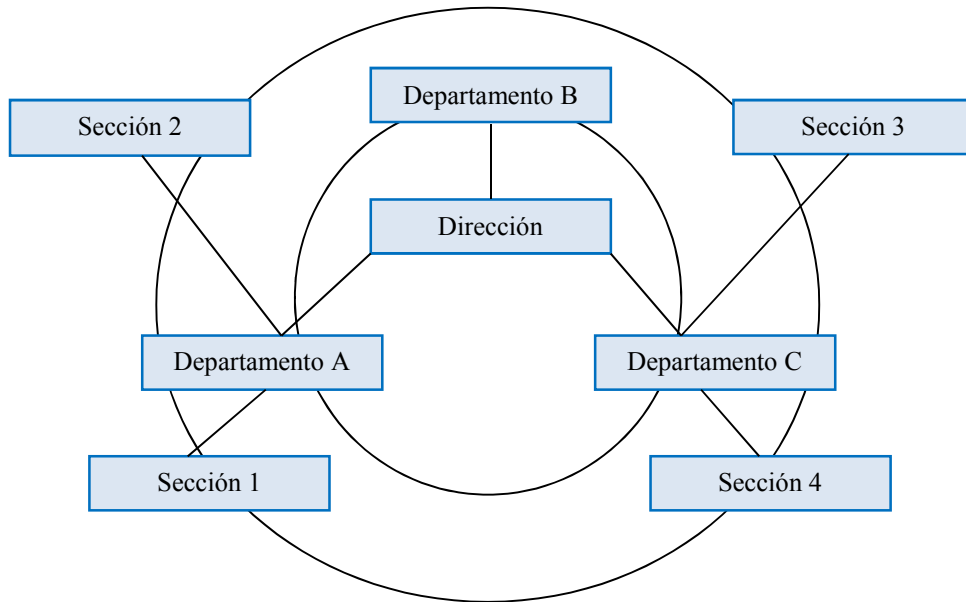 Departamento B
Sección 2
Sección 3
Dirección
Departamento A
Departamento C
Sección 1
Sección 4